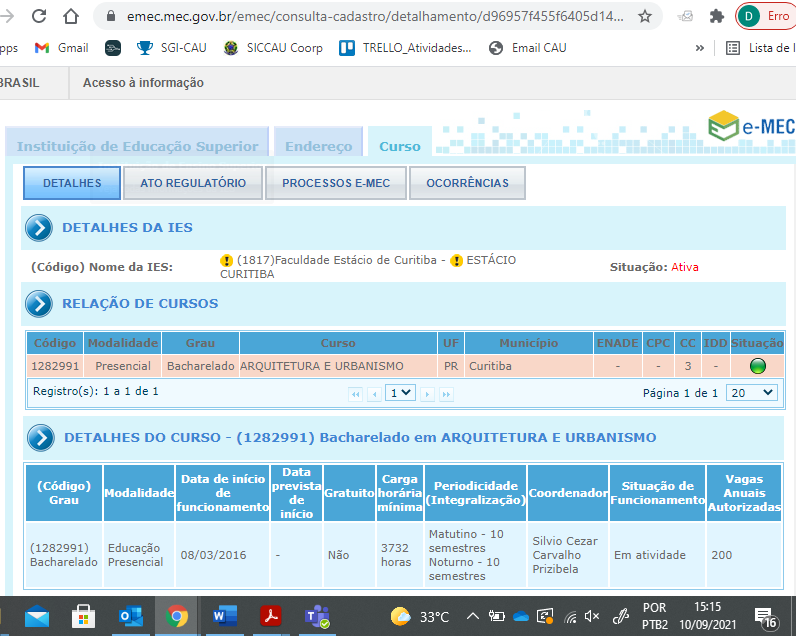 emec.mec.gov.br/emec/consulta-cadastro/detalhamento/d96957f455f6405d14... D Erro
pps Gmail SGI-CAU SICCAU Coorp TRELLO_Atividades... Email CAU » Lista de l
BRASIL Acesso à informação
e-MEC
Instituição de Educação Superior Endereço Curso
DETALHES ATO REGULATÓRIO PROCESSOS E-MEC OCORRÊNCIAS
DETALHES DA IES
(Código) Nome da IES: (1817)Faculdade Estácio de Curitiba - ESTÁCIO CURITIBA Situação: Ativa
RELAÇÃO DE CURSOS
Código Modalidade Grau Curso UF Município ENADE CPC CC IDD Situação
1282991 Presencial Bacharelado ARQUITETURA E URBANISMO PR Curitiba - - 3 -
Registro(s): 1 a 1 de 1 1 Página 1 de 1 20
DETALHES DO CURSO - (1282991) Bacharelado em ARQUITETURA E URBANISMO
(Código) Grau Modalidade Data de início de funcionamento Data prevista de início Gratuito Carga horária mínima Periodicidade (Integralização) Coordenador Situação de Funcionamento Vagas Anuais Autorizadas
(1282991) Bacharelado Educação Presencial 08/03/2016 - Não 3732 horas Matutino - 10 semestres Noturno - 10 semestres Silvio Cezar Carvalho Prizibela Em atividade 200
33°C POR PTB2 15:15 10/09/2021 16